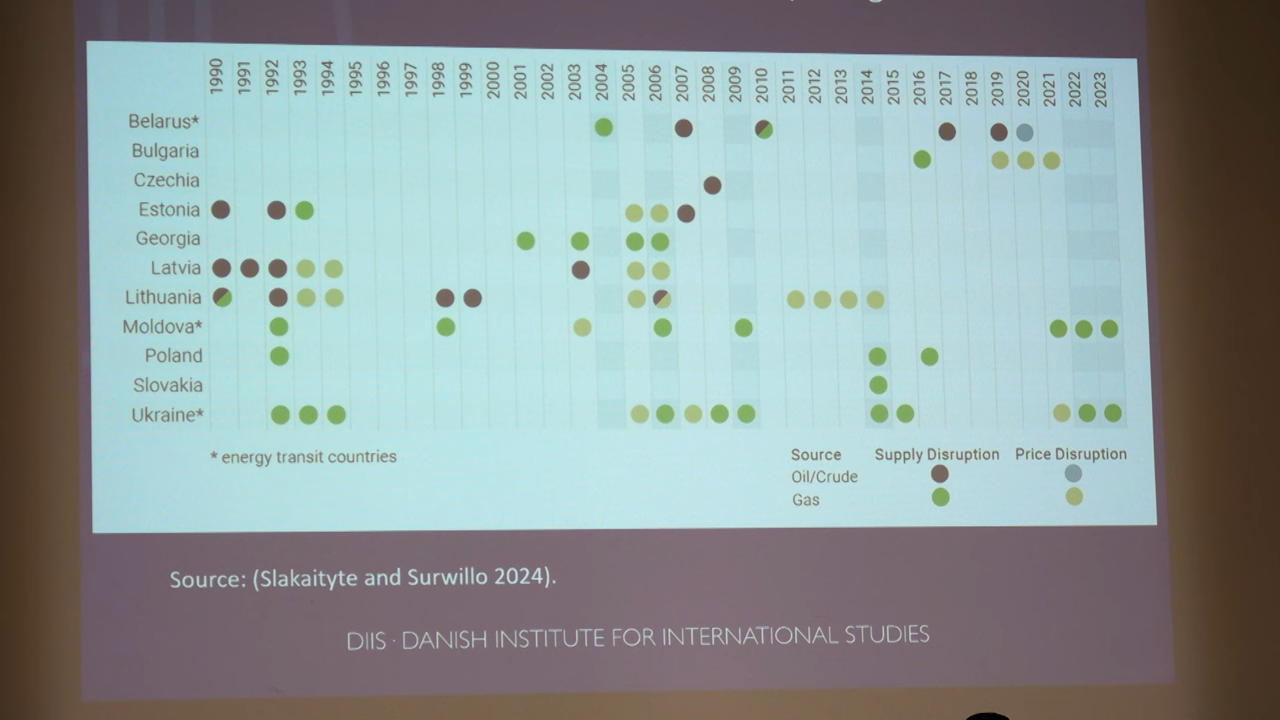 1990 1991 1992 1993 1994 1995 1996 1997 1998 1999 2000 2001 2002 2003 2004 2005 2006 2007 2008 2009 2010 2011 2012 2013 2014 2015 2016 2017 2018 2019 2020 2021 2022 2023
Belarus*
Bulgaria
Czechia
Estonia
Georgia
Latvia
Lithuania
Moldova*
Poland
Slovakia
Ukraine*
* energy transit countries
Source Supply Disruption Price Disruption
Oil/Crude
Gas
Source: (Slakaityte and Surwillo 2024).
DIIS · DANISH INSTITUTE FOR INTERNATIONAL STUDIES